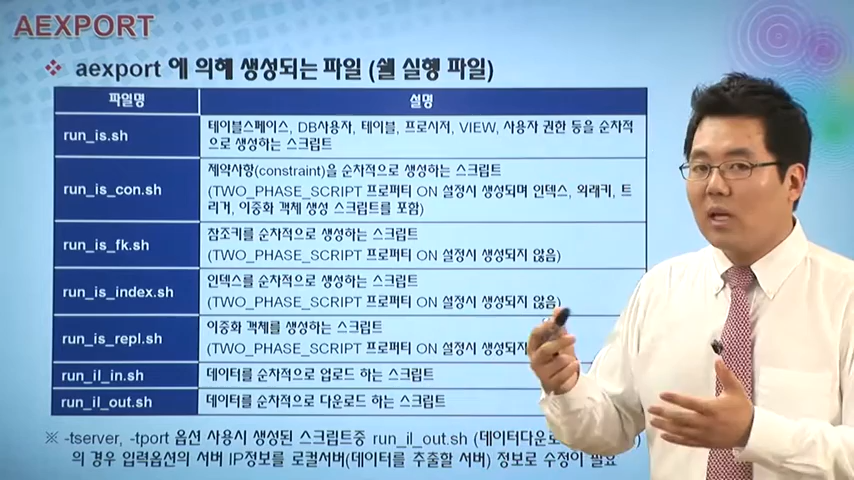 AEXPORT
aexport 에 의해 생성되는 파일 (쉘 실행 파일)
파일명 설명
run_is.sh
테이블스페이스, DB사용자, 테이블, 프로시저, VIEW, 사용자 권한 등을 순차적
으로 생성하는 스크립트
run_is_con.sh
제약사항(constraint)을 순차적으로 생성하는 스크립트
(TWO_PHASE_SCRIPT 프로퍼티 ON 설정시 생성되며 인덱스, 외래키, 트
리거, 이중화 객체 생성 스크립트를 포함)
run_is_fk.sh
참조키를 순차적으로 생성하는 스크립트
(TWO_PHASE_SCRIPT 프로퍼티 ON 설정시 생성되지 않음)
run_is_index.sh
인덱스를 순차적으로 생성하는 스크립트
(TWO_PHASE_SCRIPT 프로퍼티 ON 설정시 생성되지 않음)
run_is_repl.sh
이중화 객체를 생성하는 스크립트
(TWO_PHASE_SCRIPT 프로퍼티 ON 설정시 생성되지
run_il_in.sh 데이터를 순차적으로 업로드 하는 스크립트
run_il_out.sh 데이터를 순차적으로 다운로드 하는 스크립트
※ -tserver, -tport 옵션 사용시 생성된 스크립트중 run_il_out.sh (데이터다운로 )
의 경우 입력옵션의 서버 IP정보를 로컬서버(데이터를 추출할 서버) 정보로 수정이 필요